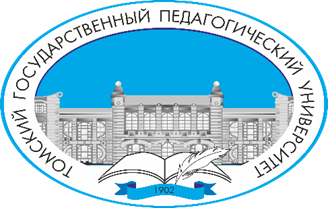 ТОМСКИЙ ГОСУДАРСТВЕННЫЙ ПЕДАГОГИЧЕСКИЙ УНИВЕРСИТЕТ
1902